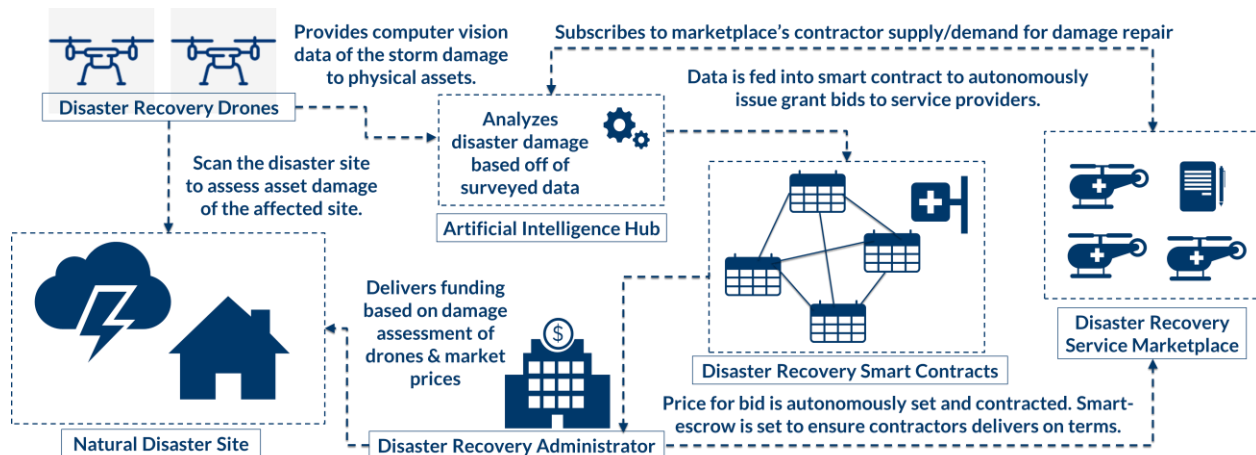 Provides computer vision
data of the storm damage
to physical assets.
Disaster Recovery Drones
Subscribes to marketplace's contractor supply/demand for damage repair
Data is fed into smart contract to autonomously
issue grant bids to service providers.
Analyzes
disaster damage
based off of
surveyed data
Artificial Intelligence Hub
Scan the disaster site
to assess asset damage
of the affected site.
Delivers funding
based on damage
assessment of
drones & market
prices
$
Disaster Recovery
Service Marketplace
Disaster Recovery Smart Contracts
Price for bid is autonomously set and contracted. Smart-
escrow is set to ensure contractors delivers on terms.
Natural Disaster Site
Disaster Recovery Administrator